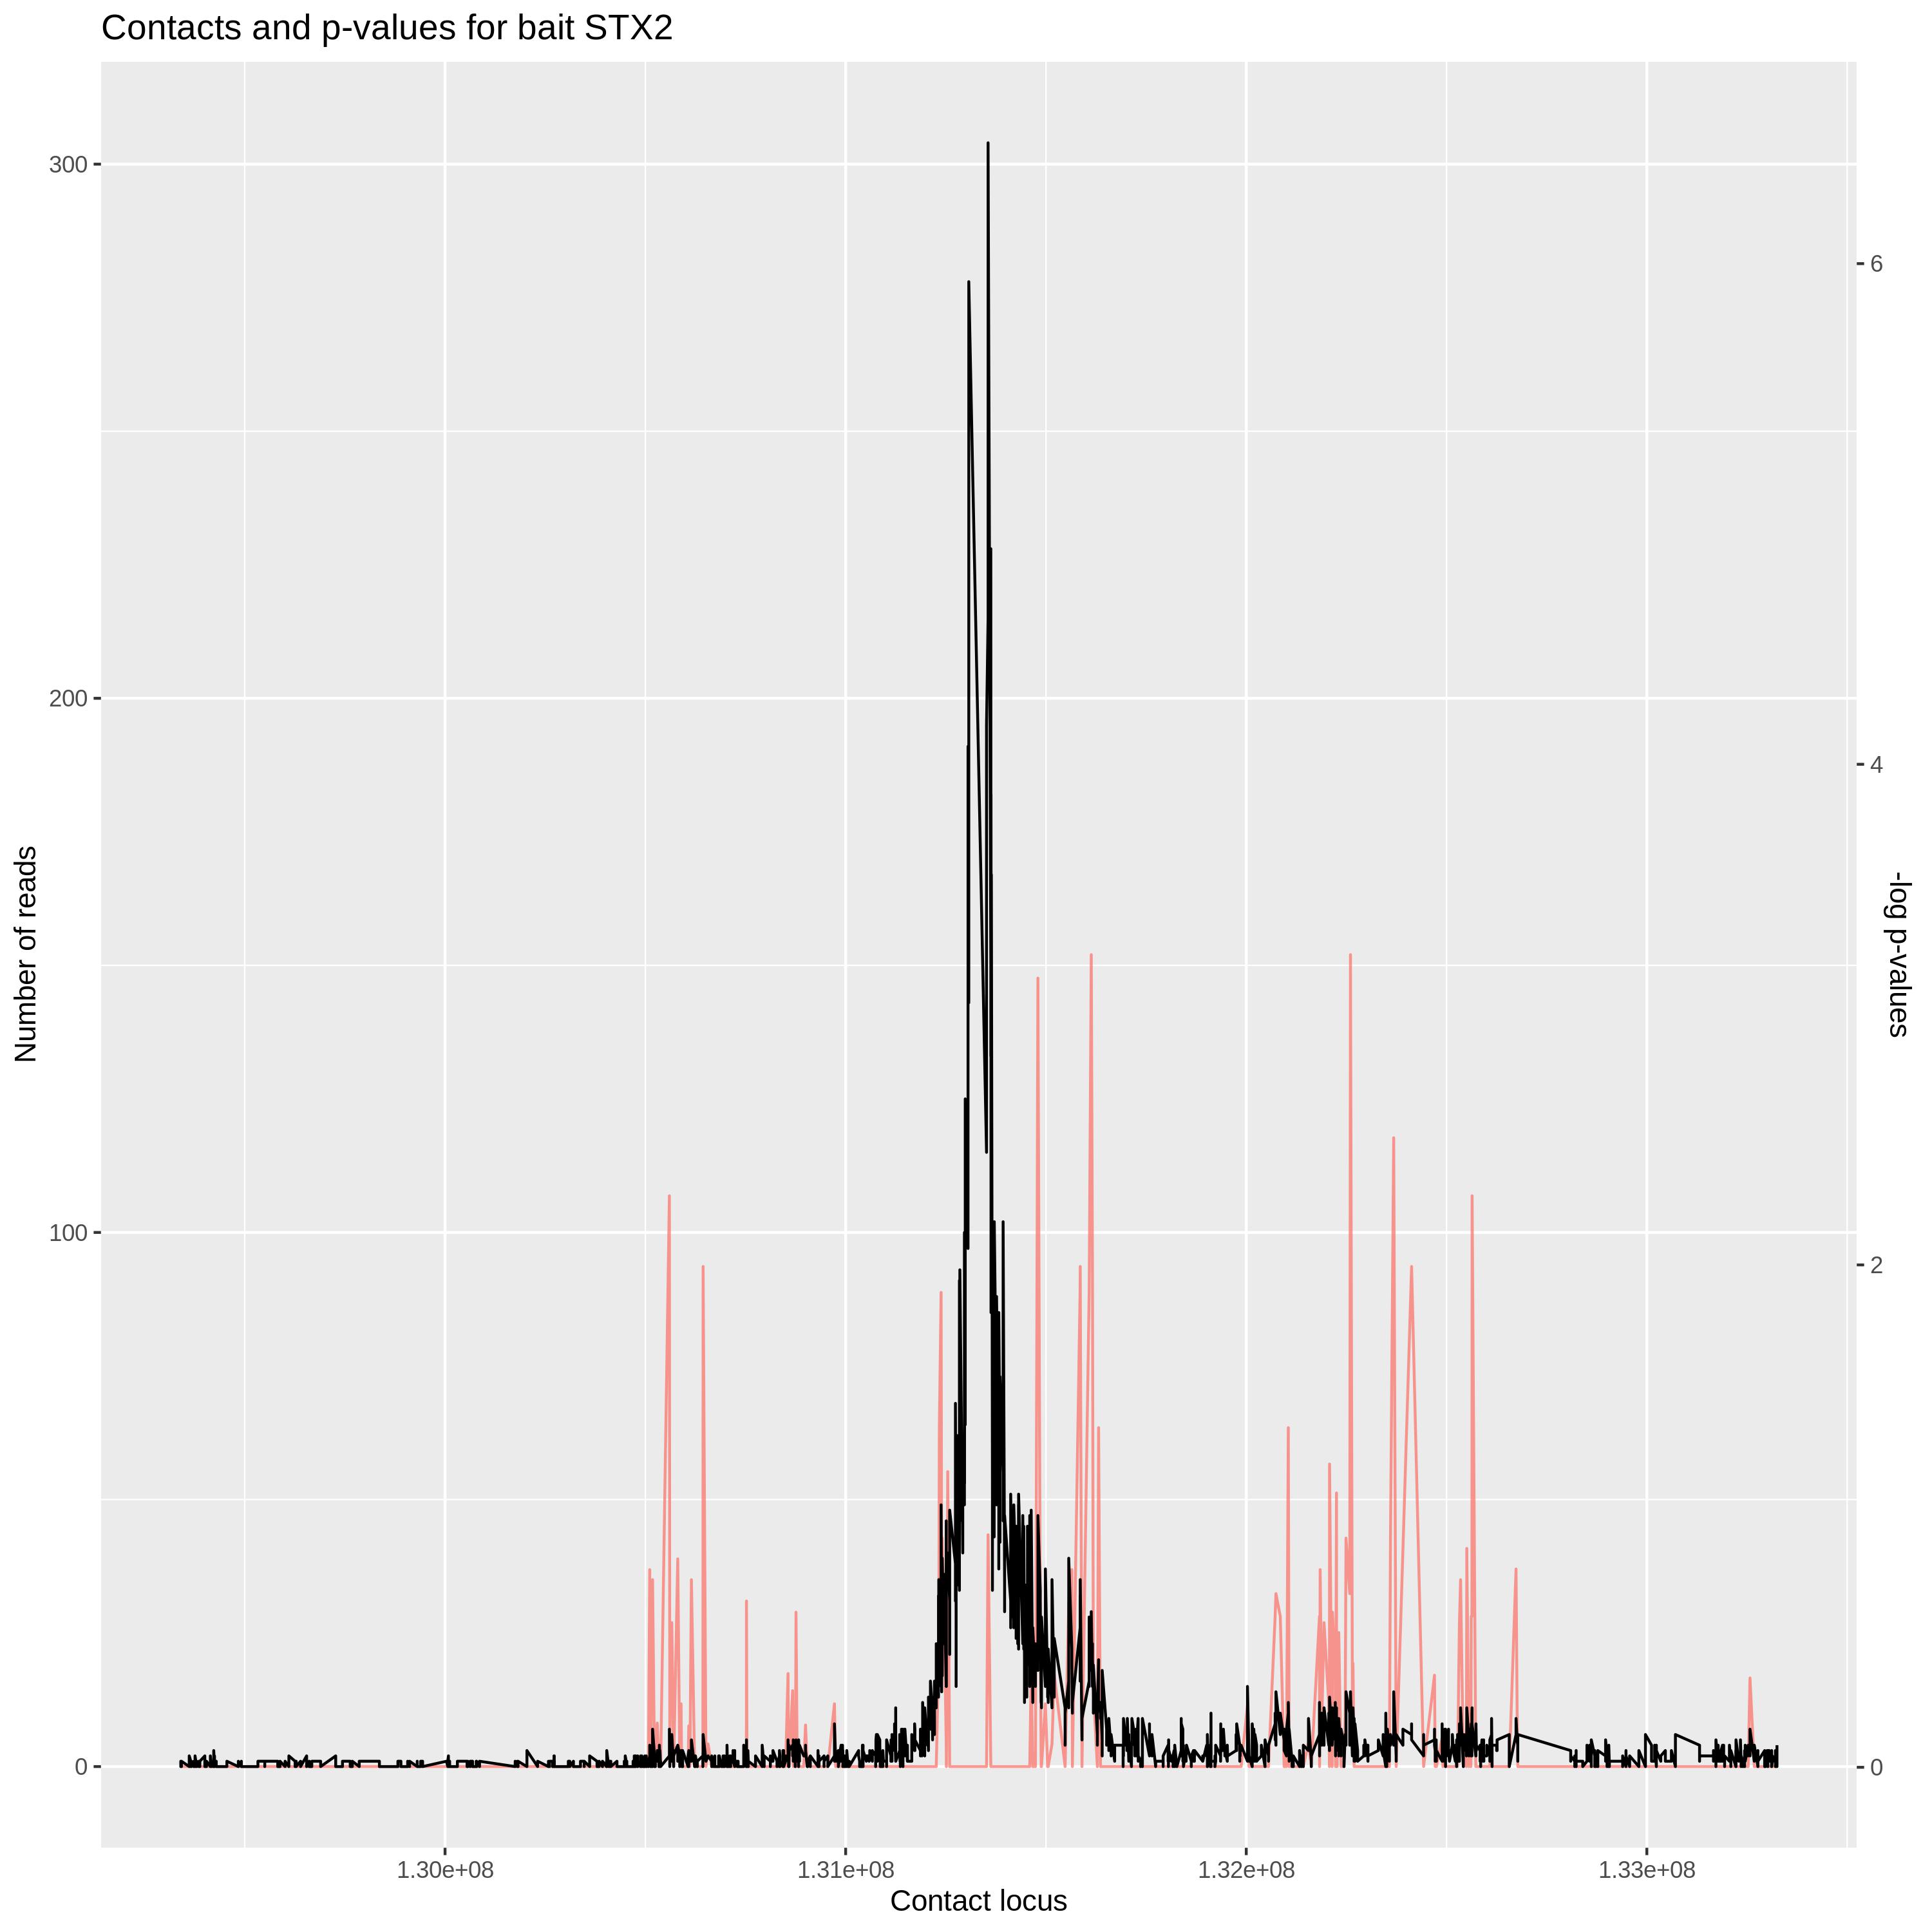 Contacts and p-values for bait STX2
300
200
100
0
Number of reads
6
4
2
0
-log p-values
1.30e+08
1.31e+08
1.32e+08
1.33e+08
Contact locus